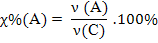 χ%(A) = ν (A) / ν(C) .100%